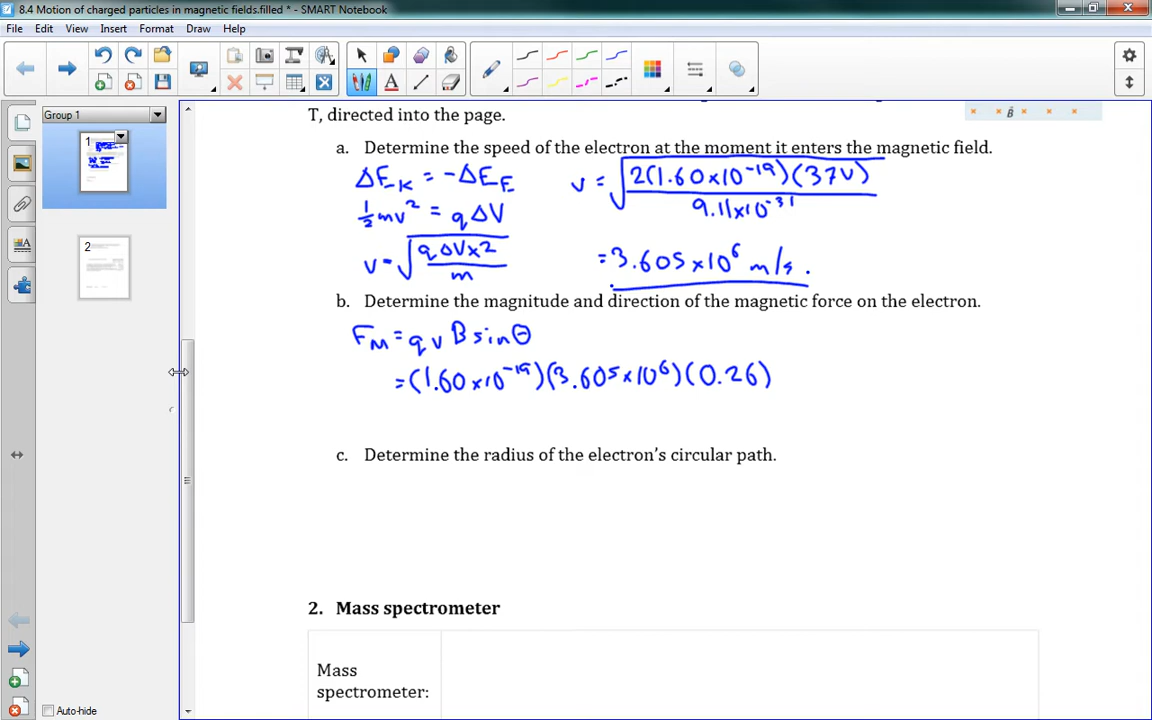 8.4 Motion of charged particles in magnetic fields.filled * - SMART Notebook
File Edit View Insert Format Draw Help
Group 1
1
2
T, directed into the page.
B
a. Determine the speed of the electron at the moment it enters the magnetic field.
ΔE_K = -ΔE_E
½mv² = qΔV
v = √(qΔV×2 / m)
v = √(2(1.60×10⁻¹⁹)(37V) / 9.11×10⁻³¹)
= 3.605×10⁶ m/s.
b. Determine the magnitude and direction of the magnetic force on the electron.
F_M = qvB sinθ
= (1.60×10⁻¹⁹)(3.605×10⁶)(0.26)
c. Determine the radius of the electron's circular path.
2. Mass spectrometer
Mass
spectrometer:
Auto-hide